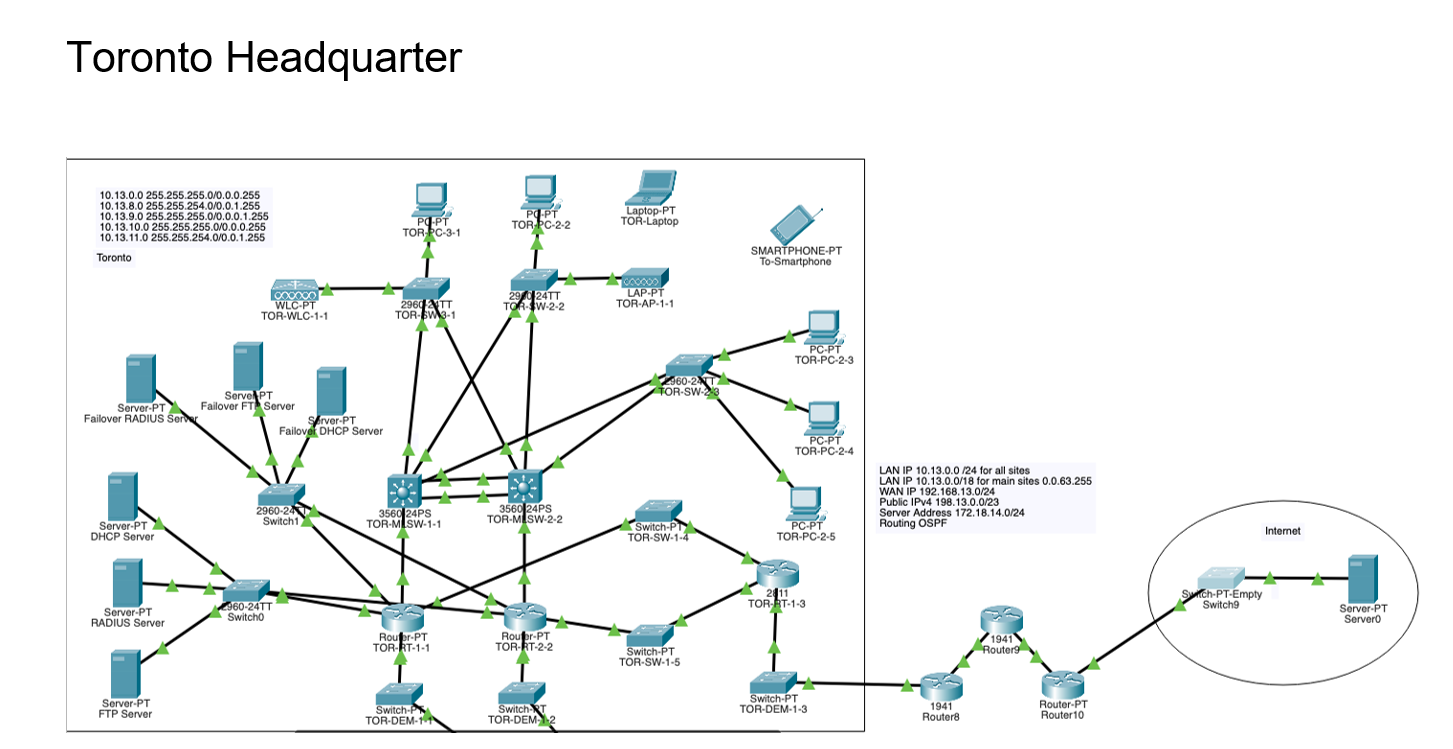 Toronto Headquarter
10.13.0.0 255.255.255.0/0.0.0.255
10.13.8.0 255.255.254.0/0.0.1.255
10.13.9.0 255.255.255.0/0.0.0.1.255
10.13.10.0 255.255.255.0/0.0.0.255
10.13.11.0 255.255.254.0/0.0.1.255
Toronto
PC-PT
TOR-PC-3-1
PC-PT
TOR-PC-2-2
Laptop-PT
TOR-Laptop
SMARTPHONE-PT
To-Smartphone
WLC-PT
TOR-WLC-1-1
2960-24TT
TOR-SW-3-1
2960-24TT
TOR-SW-2-2
LAP-PT
TOR-AP-1-1
PC-PT
TOR-PC-2-3
2960-24TT
TOR-SW-2-3
Server-PT
Failover RADIUS Server
Server-PT
Failover FTP Server
Server-PT
Failover DHCP Server
PC-PT
TOR-PC-2-4
LAN IP 10.13.0.0 /24 for all sites
LAN IP 10.13.0.0/18 for main sites 0.0.63.255
WAN IP 192.168.13.0/24
Public IPv4 198.13.0.0/23
Server Address 172.18.14.0/24
Routing OSPF
2960-24TT
Switch1
3560-24PS
TOR-MLSW-1-1
3560-24PS
TOR-MLSW-2-2
Switch-PT
TOR-SW-1-4
PC-PT
TOR-PC-2-5
Server-PT
DHCP Server
Internet
2811
TOR-RT-1-3
Switch-PT-Empty
Switch9
Server-PT
Server0
Server-PT
RADIUS Server
2960-24TT
Switch0
Router-PT
TOR-RT-1-1
Router-PT
TOR-RT-2-2
Switch-PT
TOR-SW-1-5
1941
Router9
Server-PT
FTP Server
Switch-PT
TOR-DEM-1-1
Switch-PT
TOR-DEM-1-2
Switch-PT
TOR-DEM-1-3
1941
Router8
Router-PT
Router10